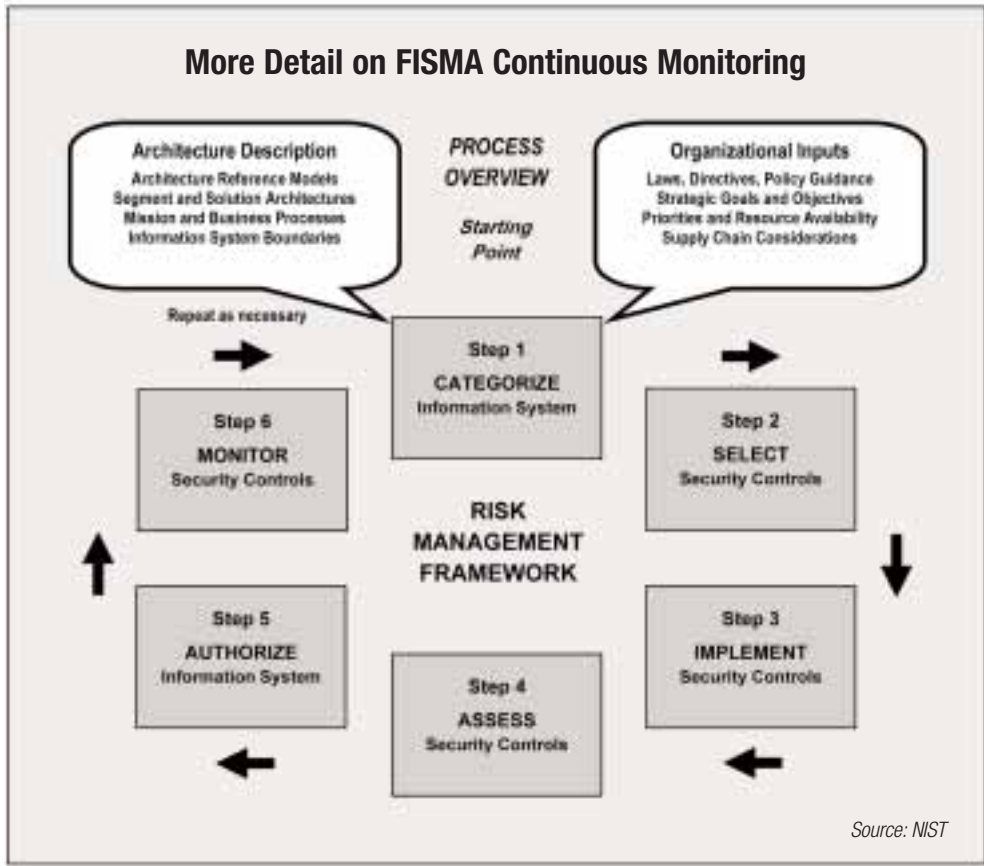 More Detail on FISMA Continuous Monitoring
Architecture Description
Architecture Reference Models
Segment and Solution Architectures
Mission and Business Processes
Information System Boundaries
PROCESS
OVERVIEW
Starting
Point
Organizational Inputs
Laws, Directives, Policy Guidance
Strategic Goals and Objectives
Priorities and Resource Availability
Supply Chain Considerations
Repeat as necessary
Step 1
CATEGORIZE
Information System
Step 2
SELECT
Security Controls
Step 3
IMPLEMENT
Security Controls
Step 4
ASSESS
Security Controls
Step 5
AUTHORIZE
Information System
Step 6
MONITOR
Security Controls
RISK
MANAGEMENT
FRAMEWORK
Source: NIST